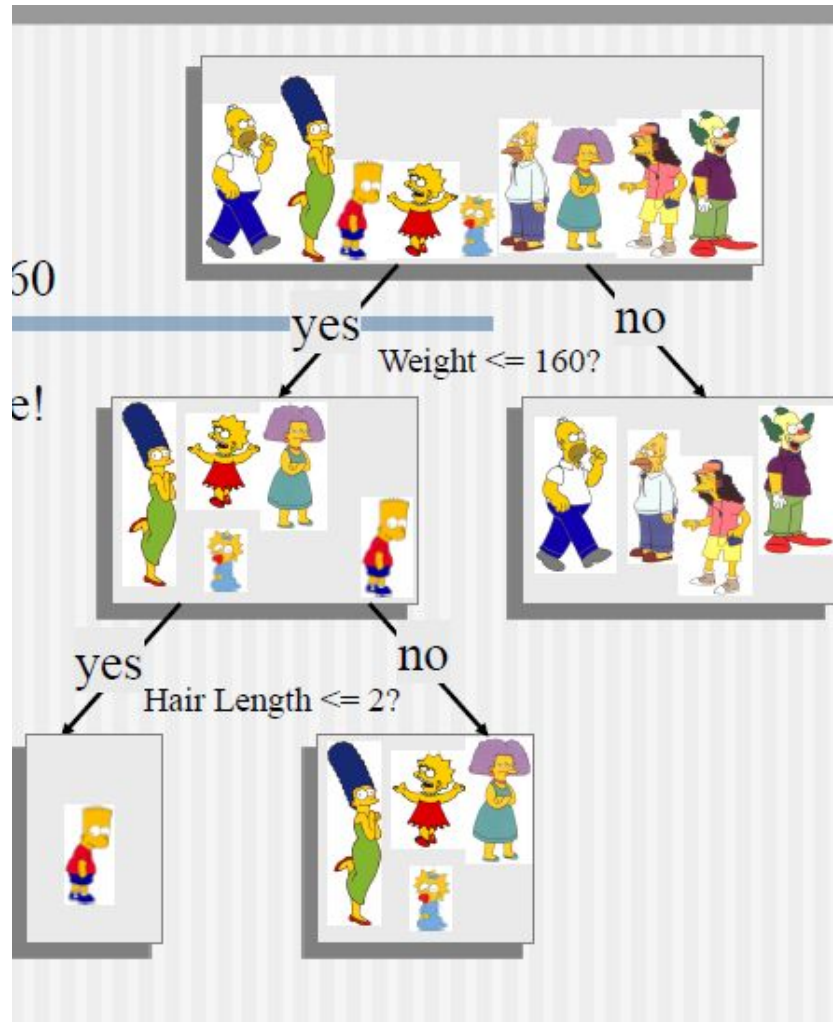 60
yes
no
Weight <= 160?
e!
yes
no
Hair Length <= 2?